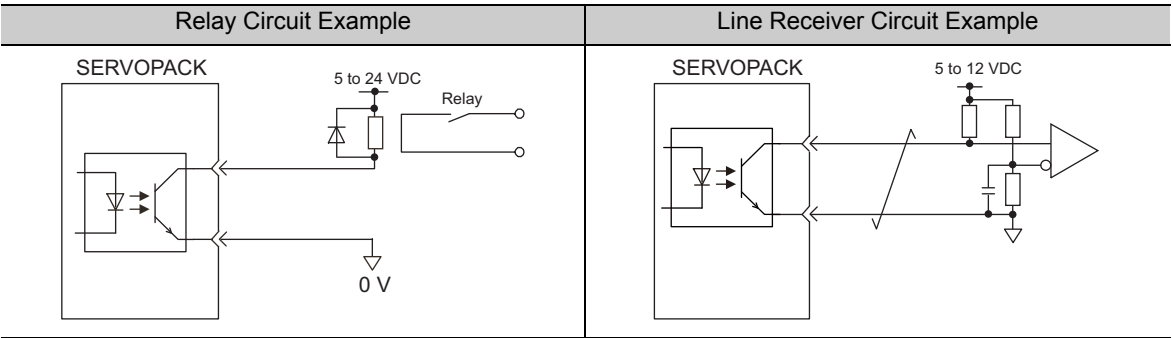 Relay Circuit Example
Line Receiver Circuit Example
SERVOPACK
5 to 24 VDC
Relay
0 V
SERVOPACK
5 to 12 VDC